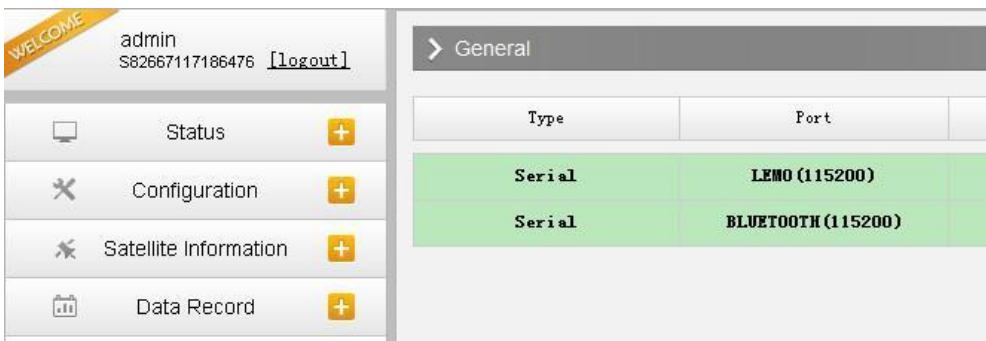 WELCOME
admin
S82667117186476 [logout]
Status
Configuration
Satellite Information
Data Record
General
Type Port
Serial LEMO(115200)
Serial BLUETOOTH(115200)